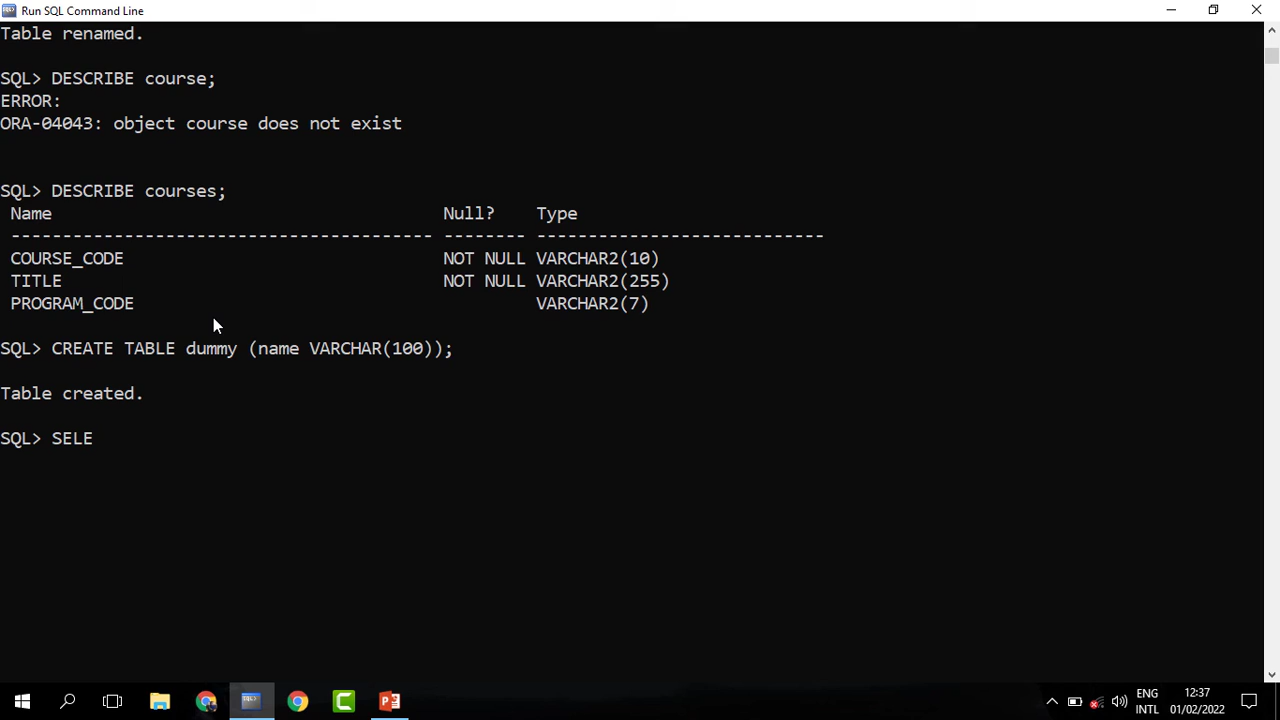 Run SQL Command Line
Table renamed.
SQL> DESCRIBE course;
ERROR:
ORA-04043: object course does not exist
SQL> DESCRIBE courses;
Name Null? Type
----------------------------------------- -------- ----------------------------
COURSE_CODE NOT NULL VARCHAR2(10)
TITLE NOT NULL VARCHAR2(255)
PROGRAM_CODE VARCHAR2(7)
SQL> CREATE TABLE dummy (name VARCHAR(100));
Table created.
SQL> SELE
ENG 12:37
INTL 01/02/2022